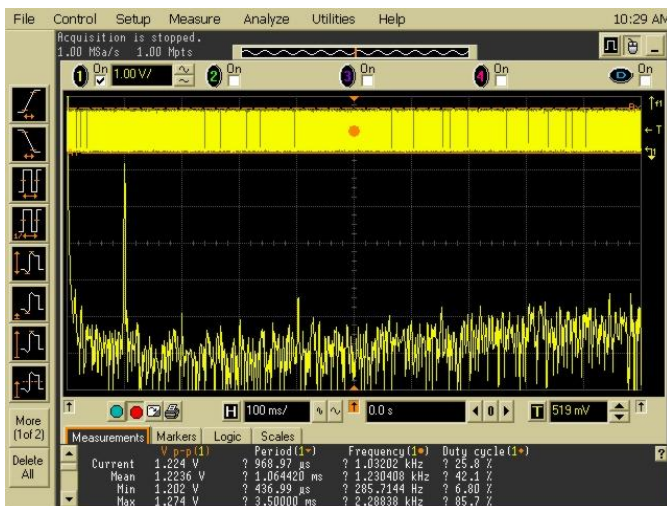 File Control Setup Measure Analyze Utilities Help 10:29 AM
Acquisition is stopped.
1.00 MSa/s 1.00 Mpts
1 On 1.00 V/ 2 On 3 On 4 On D On
T
H 100 ms/ 0.0 s 0 T 519 mV
More
(1of 2)
Delete
All
Measurements Markers Logic Scales
V p-p(1) Period(1) Frequency(1) Duty cycle(1)
Current 1.224 V ? 968.97 µs ? 1.03202 kHz ? 25.8 %
Mean 1.2236 V ? 1.064420 ms ? 1.230408 kHz ? 42.1 %
Min 1.202 V ? 436.99 µs ? 285.7144 Hz ? 6.80 %
Max 1.274 V ? 3.50000 ms ? 2.28838 kHz ? 85.7 %
?